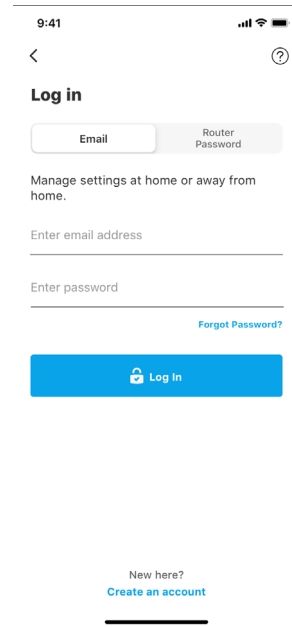 9:41
Log in
Email
Router
Password
Manage settings at home or away from
home.
Enter email address
Enter password
Forgot Password?
Log In
New here?
Create an account